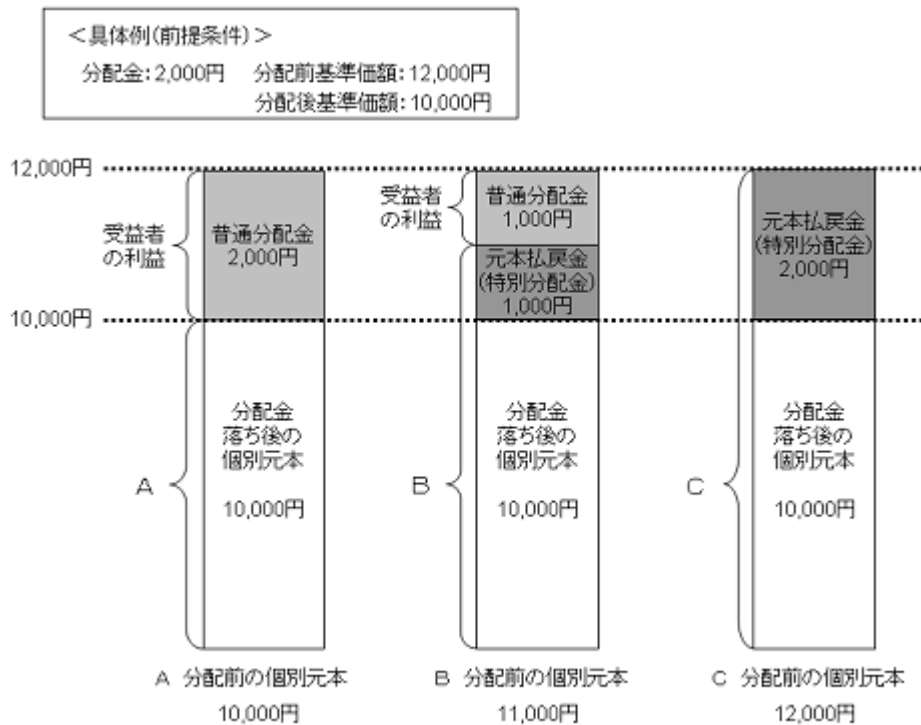 ＜具体例(前提条件)＞
分配金:2,000円 分配前基準価額:12,000円
分配後基準価額:10,000円
12,000円
10,000円
受益者
の利益
普通分配金
2,000円
A
分配金
落ち後の
個別元本
10,000円
A 分配前の個別元本
10,000円
受益者
の利益
普通分配金
1,000円
元本払戻金
(特別分配金)
1,000円
B
分配金
落ち後の
個別元本
10,000円
B 分配前の個別元本
11,000円
元本払戻金
(特別分配金)
2,000円
C
分配金
落ち後の
個別元本
10,000円
C 分配前の個別元本
12,000円